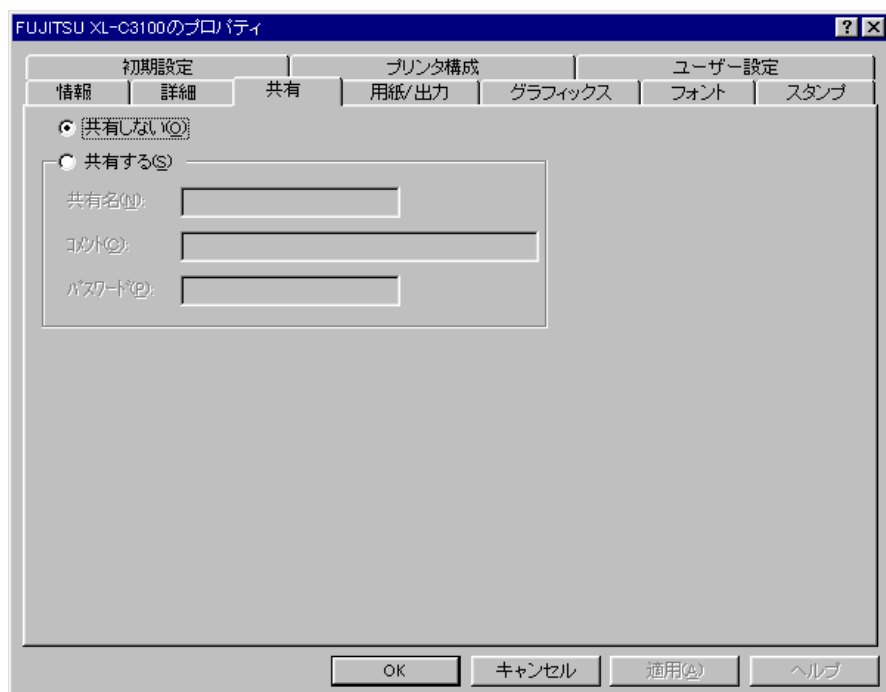 FUJITSU XL-C3100のプロパティ
初期設定 プリンタ構成 ユーザー設定
情報 詳細 共有 用紙/出力 グラフィックス フォント スタンプ
共有しない(O)
共有する(S)
共有名(N):
ｺﾒﾝﾄ(C):
ﾊﾟｽﾜｰﾄﾞ(P):
OK キャンセル 適用(A) ヘルプ